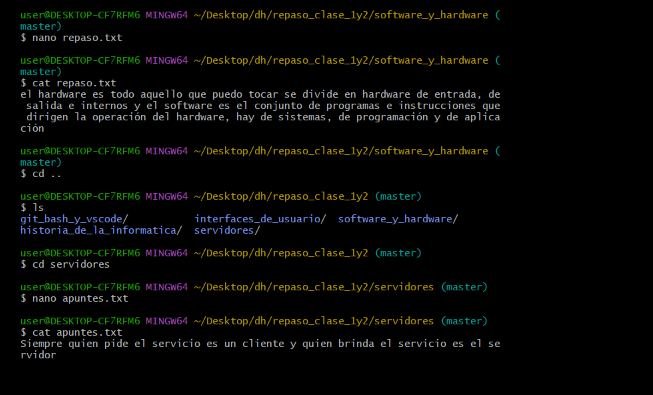 user@DESKTOP-CF7RFM6 MINGW64 ~/Desktop/dh/repaso_clase_1y2/software_y_hardware (
master)
$ nano repaso.txt
user@DESKTOP-CF7RFM6 MINGW64 ~/Desktop/dh/repaso_clase_1y2/software_y_hardware (
master)
$ cat repaso.txt
el hardware es todo aquello que puedo tocar se divide en hardware de entrada, de
salida e internos y el software es el conjunto de programas e instrucciones que
dirigen la operación del hardware, hay de sistemas, de programación y de aplica
ción
user@DESKTOP-CF7RFM6 MINGW64 ~/Desktop/dh/repaso_clase_1y2/software_y_hardware (
master)
$ cd ..
user@DESKTOP-CF7RFM6 MINGW64 ~/Desktop/dh/repaso_clase_1y2 (master)
$ ls
git_bash_y_vscode/ interfaces_de_usuario/ software_y_hardware/
historia_de_la_informatica/ servidores/
user@DESKTOP-CF7RFM6 MINGW64 ~/Desktop/dh/repaso_clase_1y2 (master)
$ cd servidores
user@DESKTOP-CF7RFM6 MINGW64 ~/Desktop/dh/repaso_clase_1y2/servidores (master)
$ nano apuntes.txt
user@DESKTOP-CF7RFM6 MINGW64 ~/Desktop/dh/repaso_clase_1y2/servidores (master)
$ cat apuntes.txt
Siempre quien pide el servicio es un cliente y quien brinda el servicio es el se
rvidor